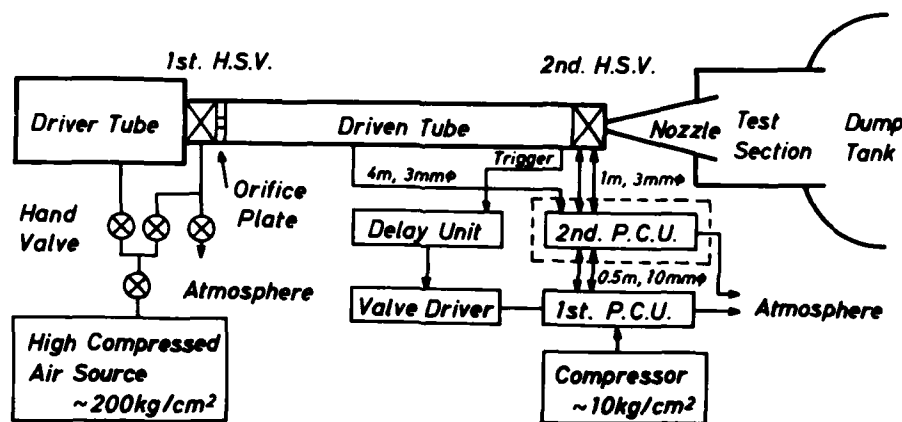 1st. H.S.V.
2nd. H.S.V.
Driver Tube
Driven Tube
Nozzle
Test
Section
Dump
Tank
Trigger
4m, 3mmφ
1m, 3mmφ
Orifice
Plate
Hand
Valve
Delay Unit
2nd. P.C.U.
Atmosphere
0.5m, 10mmφ
Valve Driver
1st. P.C.U.
Atmosphere
High Compressed
Air Source
~200kg/cm²
Compressor
~10kg/cm²